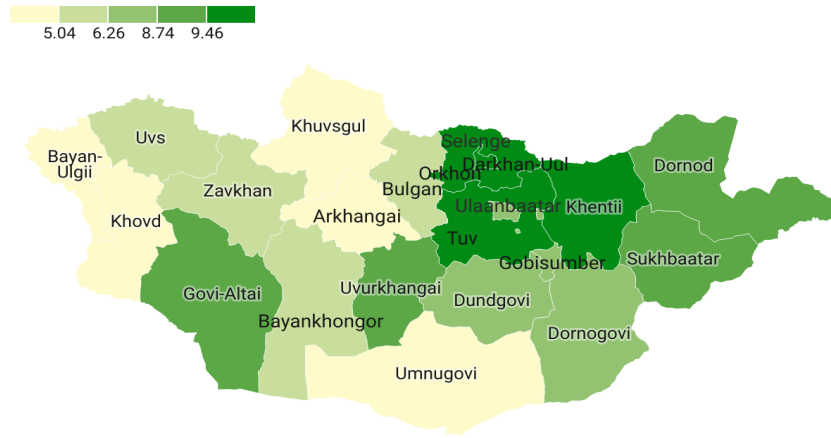 5.04 6.26 8.74 9.46
Khuvsgul
Uvs
Selenge
Bayan-
Ulgii
Darkhan-Uul
Dornod
Orkhon
Zavkhan
Bulgan
Ulaanbaatar
Khentii
Khovd
Arkhangai
Tuv
Gobisumber
Sukhbaatar
Govi-Altai
Uvurkhangai
Dundgovi
Bayankhongor
Dornogovi
Umnugovi